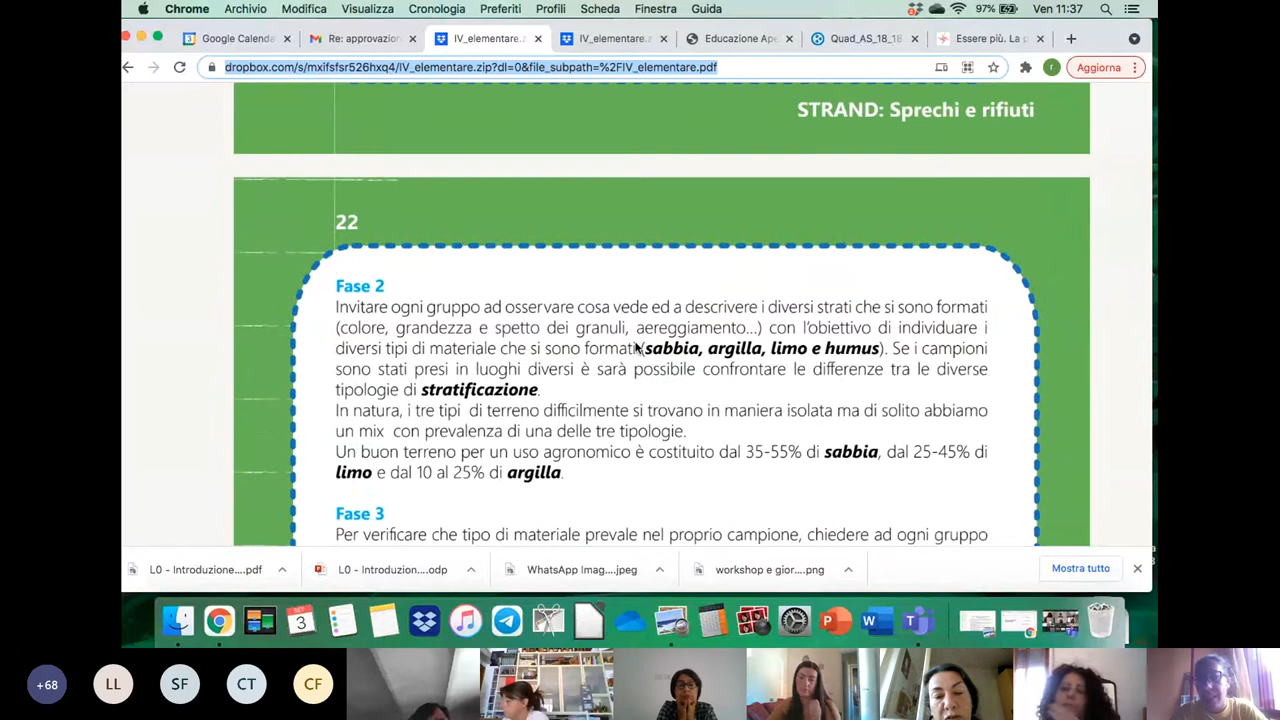 Chrome Archivio Modifica Visualizza Cronologia Preferiti Profili Scheda Finestra Guida 97% Ven 11:37
Google Calenda Re: approvazion IV_elementare.z IV_elementare.z Educazione Ape Quad_AS_18_18 Essere più. La p
dropbox.com/s/mxifsfsr526hxq4/IV_elementare.zip?dl=0&file_subpath=%2FIV_elementare.pdf r Aggiorna
STRAND: Sprechi e rifiuti
22
Fase 2
Invitare ogni gruppo ad osservare cosa vede ed a descrivere i diversi strati che si sono formati
(colore, grandezza e spetto dei granuli, aereggiamento...) con l'obiettivo di individuare i
diversi tipi di materiale che si sono formati(sabbia, argilla, limo e humus). Se i campioni
sono stati presi in luoghi diversi è sarà possibile confrontare le differenze tra le diverse
tipologie di stratificazione.
In natura, i tre tipi di terreno difficilmente si trovano in maniera isolata ma di solito abbiamo
un mix con prevalenza di una delle tre tipologie.
Un buon terreno per un uso agronomico è costituito dal 35-55% di sabbia, dal 25-45% di
limo e dal 10 al 25% di argilla.
Fase 3
Per verificare che tipo di materiale prevale nel proprio campione, chiedere ad ogni gruppo
L0 - Introduzione....pdf L0 - Introduzion....odp WhatsApp Imag....jpeg workshop e gior....png Mostra tutto
SET
3
+68 LL SF CT CF